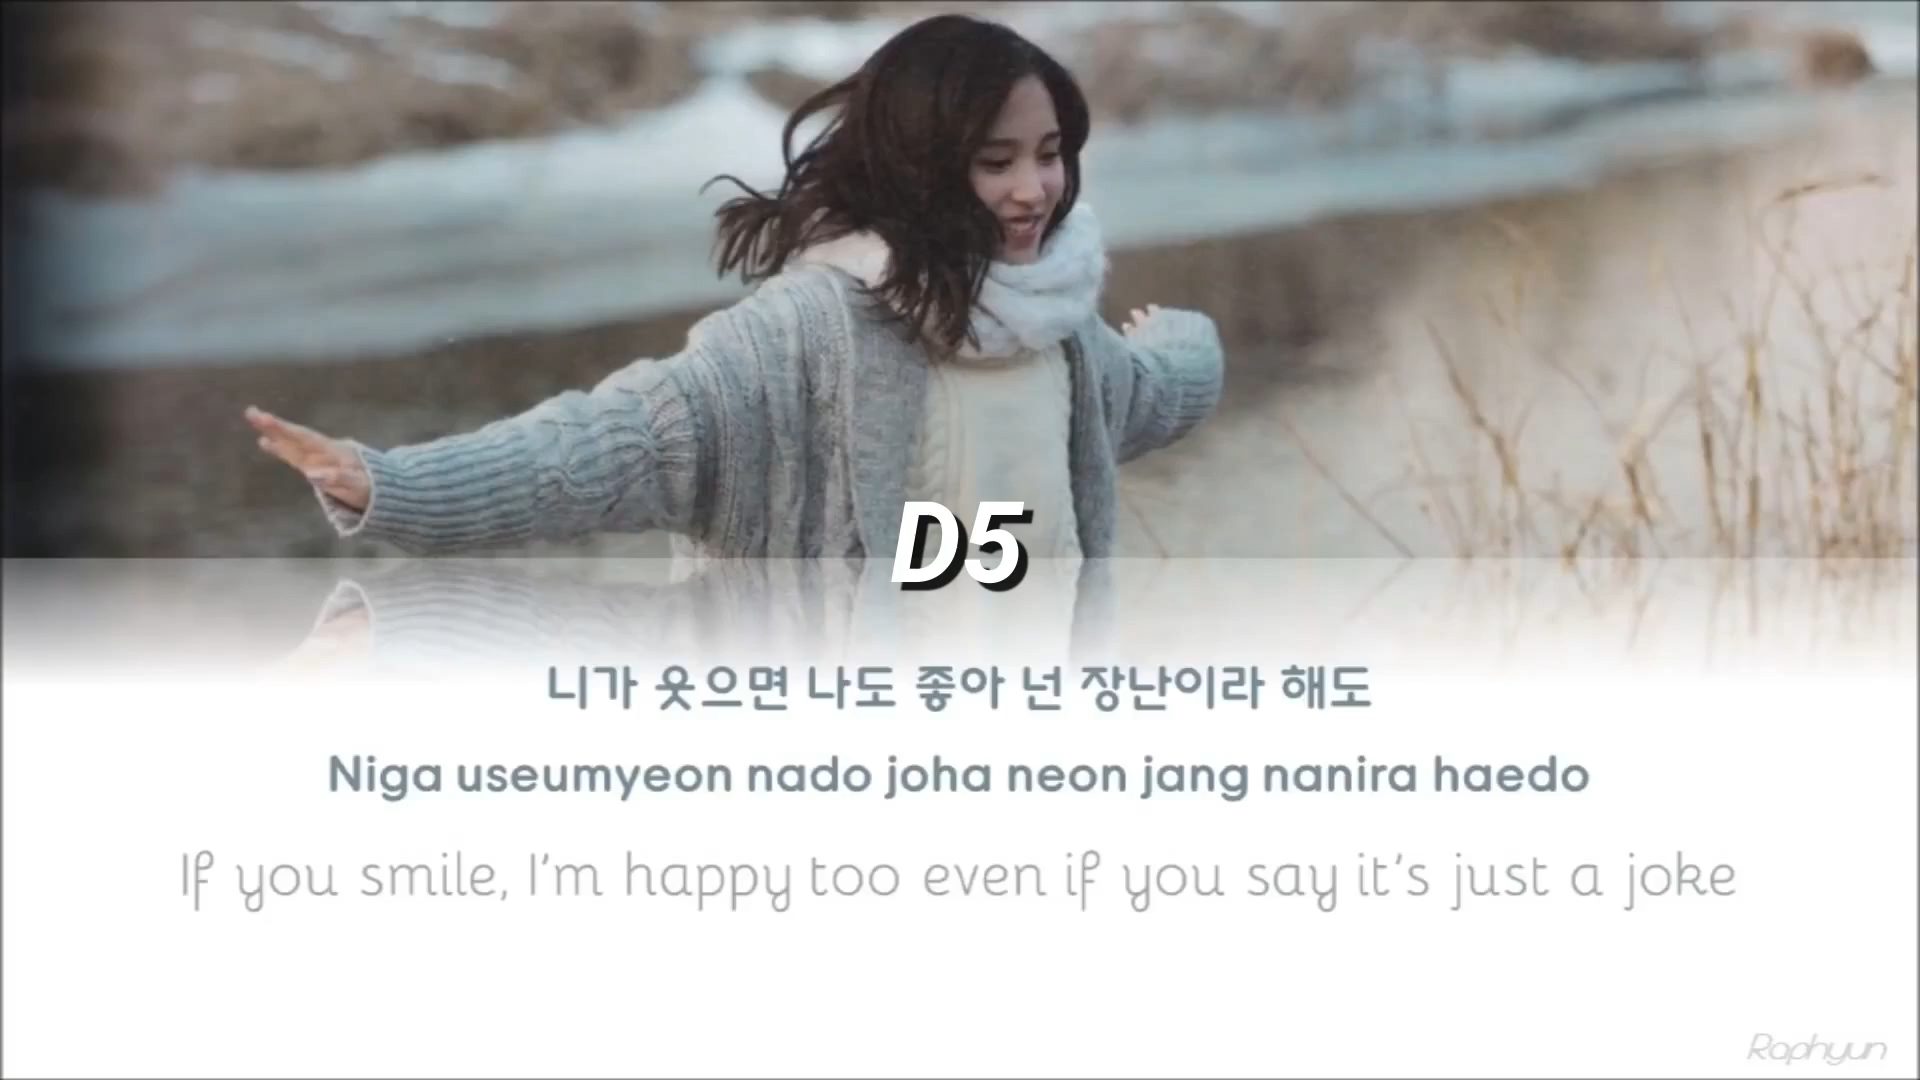 D5
니가 웃으면 나도 좋아 넌 장난이라 해도
Niga useumyeon nado joha neon jang nanira haedo
If you smile, I'm happy too even if you say it's just a joke
Raphyun